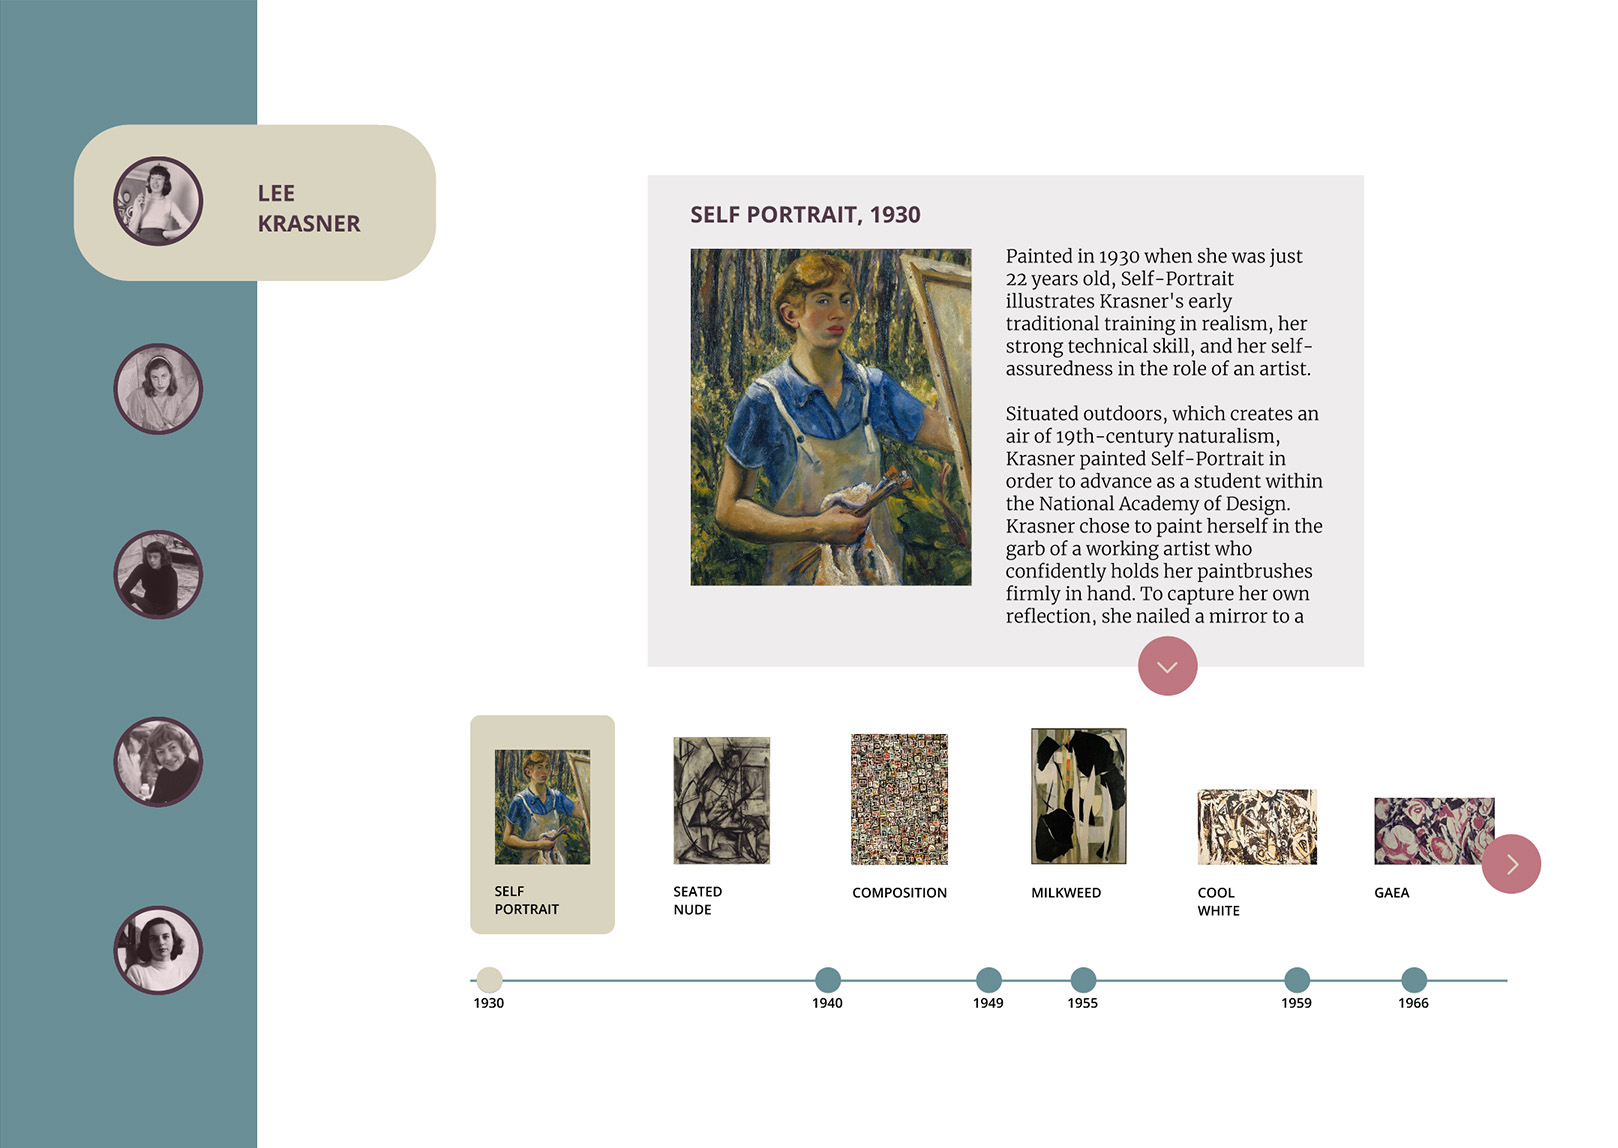 LEE
KRASNER
SELF PORTRAIT, 1930
Painted in 1930 when she was just
22 years old, Self-Portrait
illustrates Krasner's early
traditional training in realism, her
strong technical skill, and her self-
assuredness in the role of an artist.
Situated outdoors, which creates an
air of 19th-century naturalism,
Krasner painted Self-Portrait in
order to advance as a student within
the National Academy of Design.
Krasner chose to paint herself in the
garb of a working artist who
confidently holds her paintbrushes
firmly in hand. To capture her own
reflection, she nailed a mirror to a
SELF
PORTRAIT
SEATED
NUDE
COMPOSITION
MILKWEED
COOL
WHITE
GAEA
1930
1940
1949
1955
1959
1966